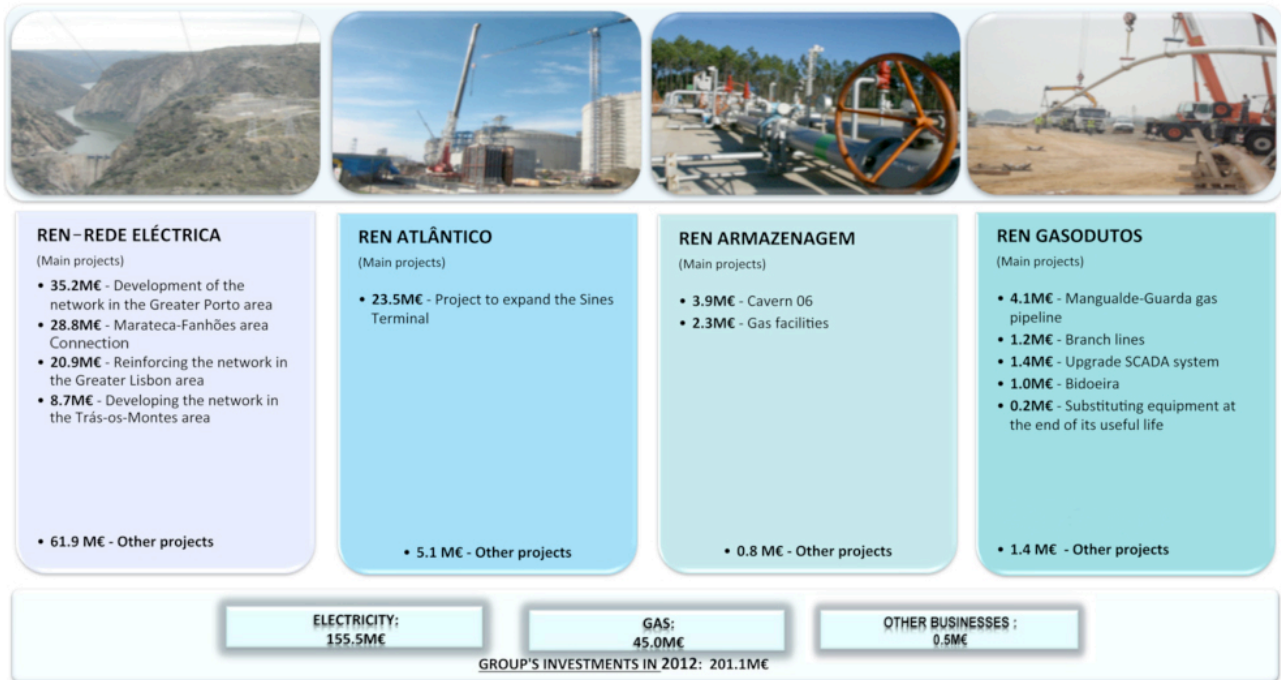 REN–REDE ELÉCTRICA
(Main projects)
• 35.2M€ - Development of the
network in the Greater Porto area
• 28.8M€ - Marateca-Fanhões area
Connection
• 20.9M€ - Reinforcing the network in
the Greater Lisbon area
• 8.7M€ - Developing the network in
the Trás-os-Montes area
• 61.9 M€ - Other projects
REN ATLÂNTICO
(Main projects)
• 23.5M€ - Project to expand the Sines
Terminal
• 5.1 M€ - Other projects
REN ARMAZENAGEM
(Main projects)
• 3.9M€ - Cavern 06
• 2.3M€ - Gas facilities
• 0.8 M€ - Other projects
REN GASODUTOS
(Main projects)
• 4.1M€ - Mangualde-Guarda gas
pipeline
• 1.2M€ - Branch lines
• 1.4M€ - Upgrade SCADA system
• 1.0M€ - Bidoeira
• 0.2M€ - Substituting equipment at
the end of its useful life
• 1.4 M€ - Other projects
ELECTRICITY:
155.5M€
GAS:
45.0M€
OTHER BUSINESSES :
0.5M€
GROUP'S INVESTMENTS IN 2012: 201.1M€